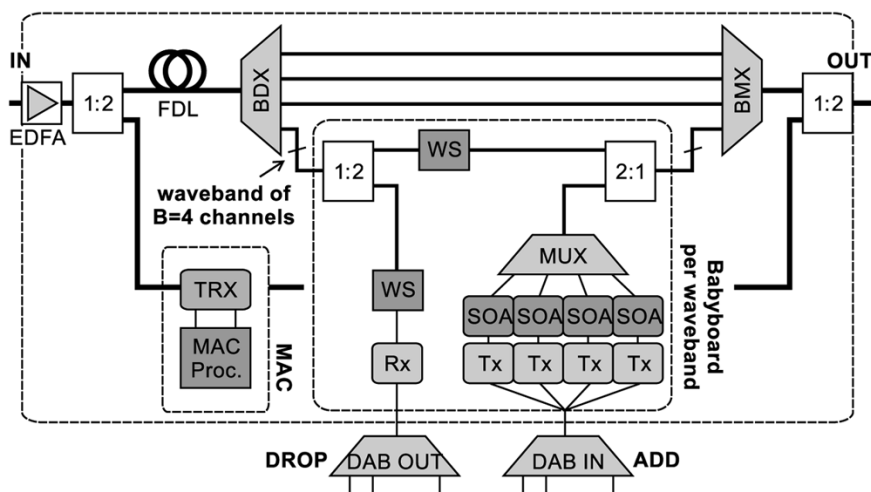 IN
EDFA
1:2
FDL
BDX
BMX
OUT
1:2
waveband of
B=4 channels
1:2
WS
2:1
MUX
WS
SOA SOA SOA SOA
Rx
Tx Tx Tx Tx
TRX
MAC
Proc.
MAC
Babyboard
per waveband
DROP
DAB OUT
DAB IN
ADD